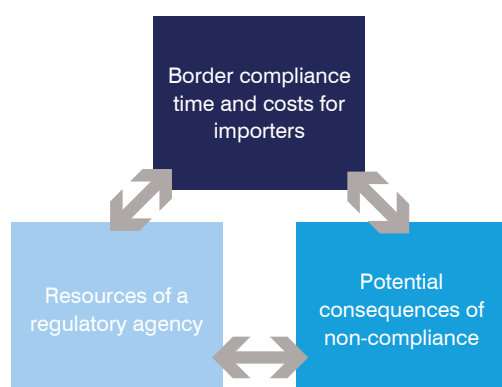 Border compliance
time and costs for
importers
Resources of a
regulatory agency
Potential
consequences of
non-compliance